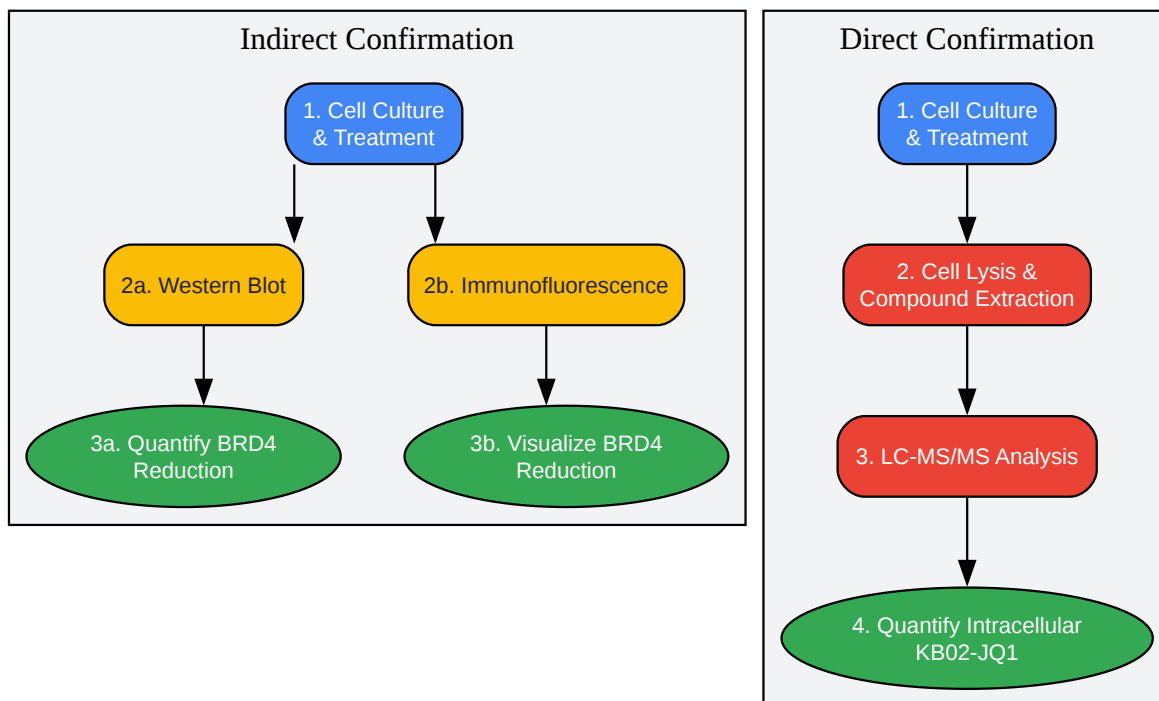 Indirect Confirmation
1. Cell Culture
& Treatment
2a. Western Blot
2b. Immunofluorescence
3a. Quantify BRD4
Reduction
3b. Visualize BRD4
Reduction
Direct Confirmation
1. Cell Culture
& Treatment
2. Cell Lysis &
Compound Extraction
3. LC-MS/MS Analysis
4. Quantify Intracellular
KB02-JQ1